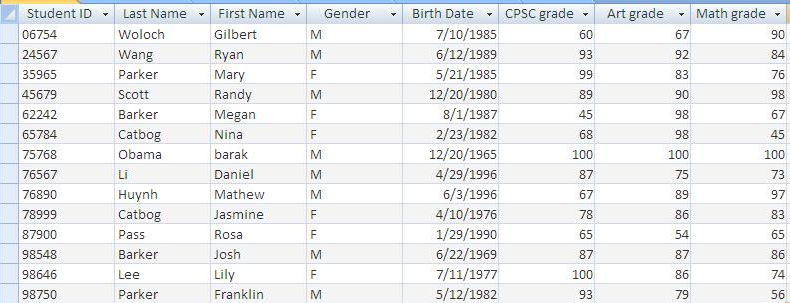 Student ID Last Name First Name Gender Birth Date CPSC grade Art grade Math grade
06754 Woloch Gilbert M 7/10/1985 60 67 90
24567 Wang Ryan M 6/12/1989 93 92 84
35965 Parker Mary F 5/21/1985 99 83 76
45679 Scott Randy M 12/20/1980 89 90 98
62242 Barker Megan F 8/1/1987 45 98 67
65784 Catbog Nina F 2/23/1982 68 98 45
75768 Obama barak M 12/20/1965 100 100 100
76567 Li Daniel M 4/29/1996 87 75 73
76890 Huynh Mathew M 6/3/1996 67 89 97
78999 Catbog Jasmine F 4/10/1976 78 86 83
87900 Pass Rosa F 1/29/1990 65 54 65
98548 Barker Josh M 6/22/1969 87 87 86
98646 Lee Lily F 7/11/1977 100 86 74
98750 Parker Franklin M 5/12/1982 93 79 56